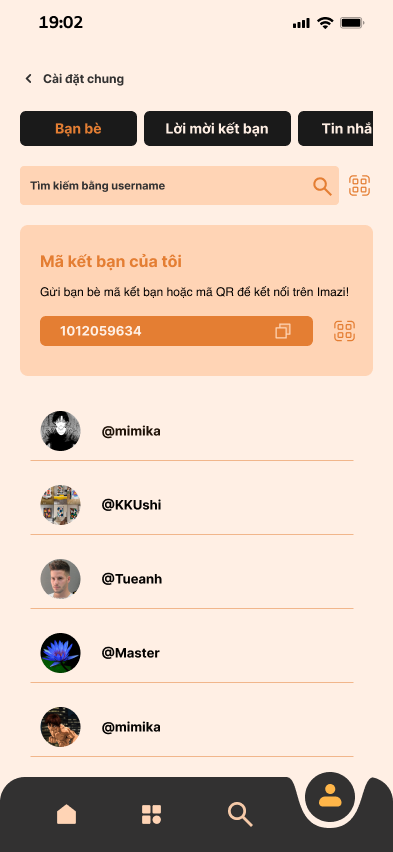 19:02
Cài đặt chung
Bạn bè
Lời mời kết bạn
Tin nhắ
Tìm kiếm bằng username
Mã kết bạn của tôi
Gửi bạn bè mã kết bạn hoặc mã QR để kết nối trên Imazi!
1012059634
@mimika
@KKUshi
@Tueanh
@Master
@mimika